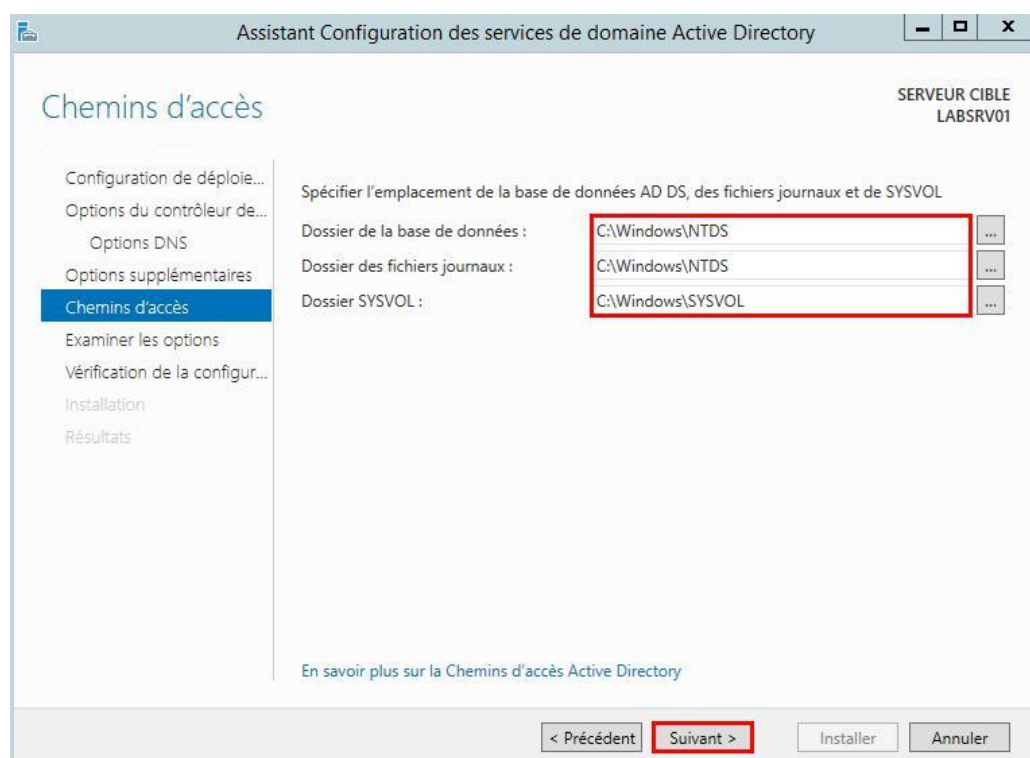 Assistant Configuration des services de domaine Active Directory
x
Chemins d'accès
SERVEUR CIBLE
LABSRV01
Configuration de déploie...
Options du contrôleur de...
Options DNS
Options supplémentaires
Chemins d'accès
Examiner les options
Vérification de la configur...
Installation
Résultats
Spécifier l'emplacement de la base de données AD DS, des fichiers journaux et de SYSVOL
Dossier de la base de données : C:\Windows\NTDS ...
Dossier des fichiers journaux : C:\Windows\NTDS ...
Dossier SYSVOL : C:\Windows\SYSVOL ...
En savoir plus sur la Chemins d'accès Active Directory
< Précédent Suivant > Installer Annuler